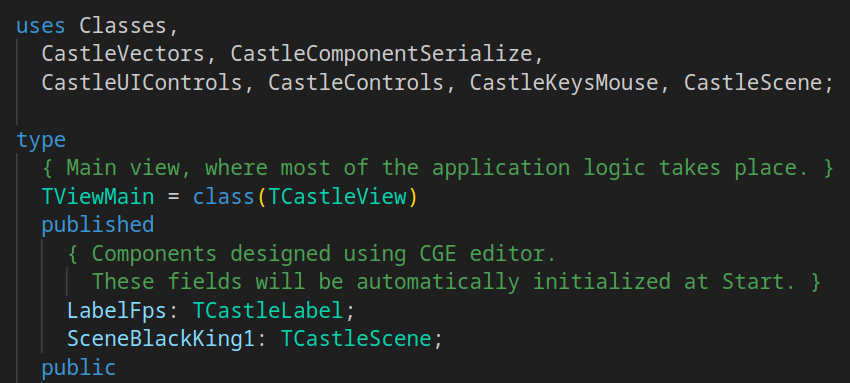 uses Classes,
CastleVectors, CastleComponentSerialize,
CastleUIControls, CastleControls, CastleKeysMouse, CastleScene;
type
{ Main view, where most of the application logic takes place. }
TViewMain = class(TCastleView)
published
{ Components designed using CGE editor.
These fields will be automatically initialized at Start. }
LabelFps: TCastleLabel;
SceneBlackKing1: TCastleScene;
public